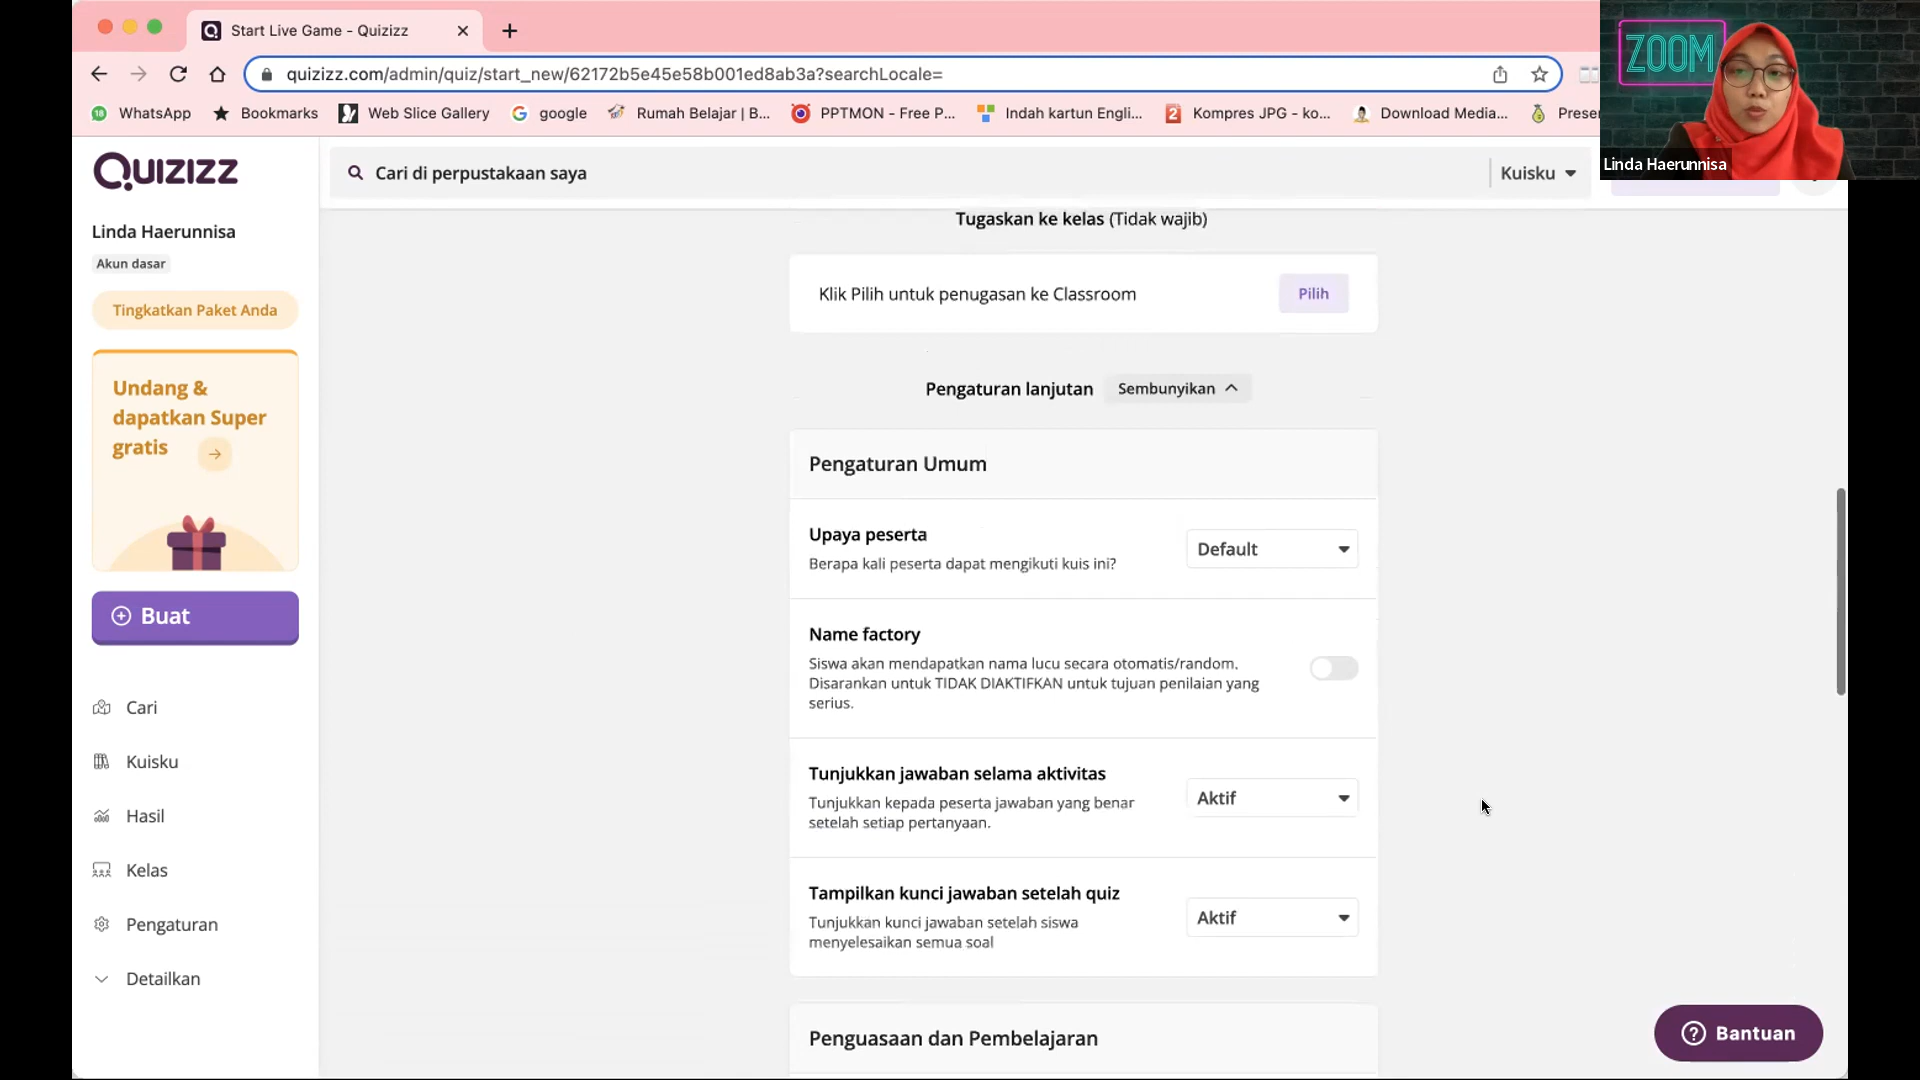 Start Live Game - Quizizz
quizizz.com/admin/quiz/start_new/62172b5e45e58b001ed8ab3a?searchLocale=
18 WhatsApp Bookmarks Web Slice Gallery google Rumah Belajar | B... PPTMON - Free P... Indah kartun Engli... Kompres JPG - ko... Download Media...
ZOOM
Linda Haerunnisa
QUIZIZZ
Cari di perpustakaan saya
Kuisku
Linda Haerunnisa
Akun dasar
Tingkatkan Paket Anda
Undang &
dapatkan Super
gratis
Buat
Cari
Kuisku
Hasil
Kelas
Pengaturan
Detailkan
Tugaskan ke kelas (Tidak wajib)
Klik Pilih untuk penugasan ke Classroom
Pilih
Pengaturan lanjutan
Sembunyikan
Pengaturan Umum
Upaya peserta
Berapa kali peserta dapat mengikuti kuis ini?
Default
Name factory
Siswa akan mendapatkan nama lucu secara otomatis/random.
Disarankan untuk TIDAK DIAKTIFKAN untuk tujuan penilaian yang
serius.
Tunjukkan jawaban selama aktivitas
Tunjukkan kepada peserta jawaban yang benar
setelah setiap pertanyaan.
Aktif
Tampilkan kunci jawaban setelah quiz
Tunjukkan kunci jawaban setelah siswa
menyelesaikan semua soal
Aktif
Penguasaan dan Pembelajaran
Bantuan